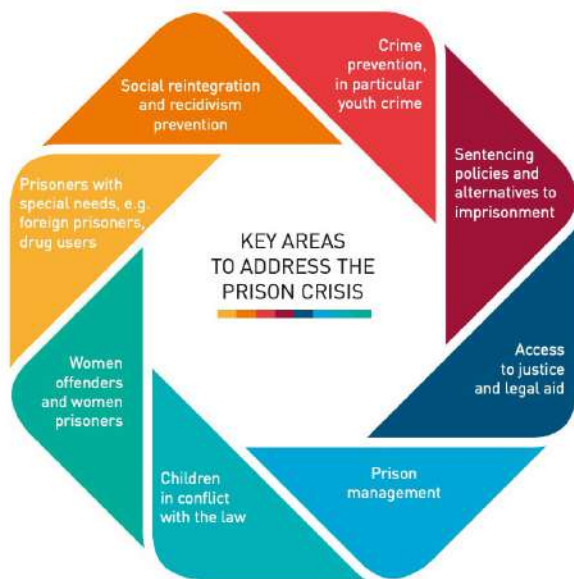 KEY AREAS
TO ADDRESS THE
PRISON CRISIS
Crime
prevention,
in particular
youth crime
Sentencing
policies and
alternatives to
imprisonment
Access
to justice
and legal aid
Prison
management
Children
in conflict
with the law
Women
offenders
and women
prisoners
Prisoners with
special needs, e.g.
foreign prisoners,
drug users
Social reintegration
and recidivism
prevention